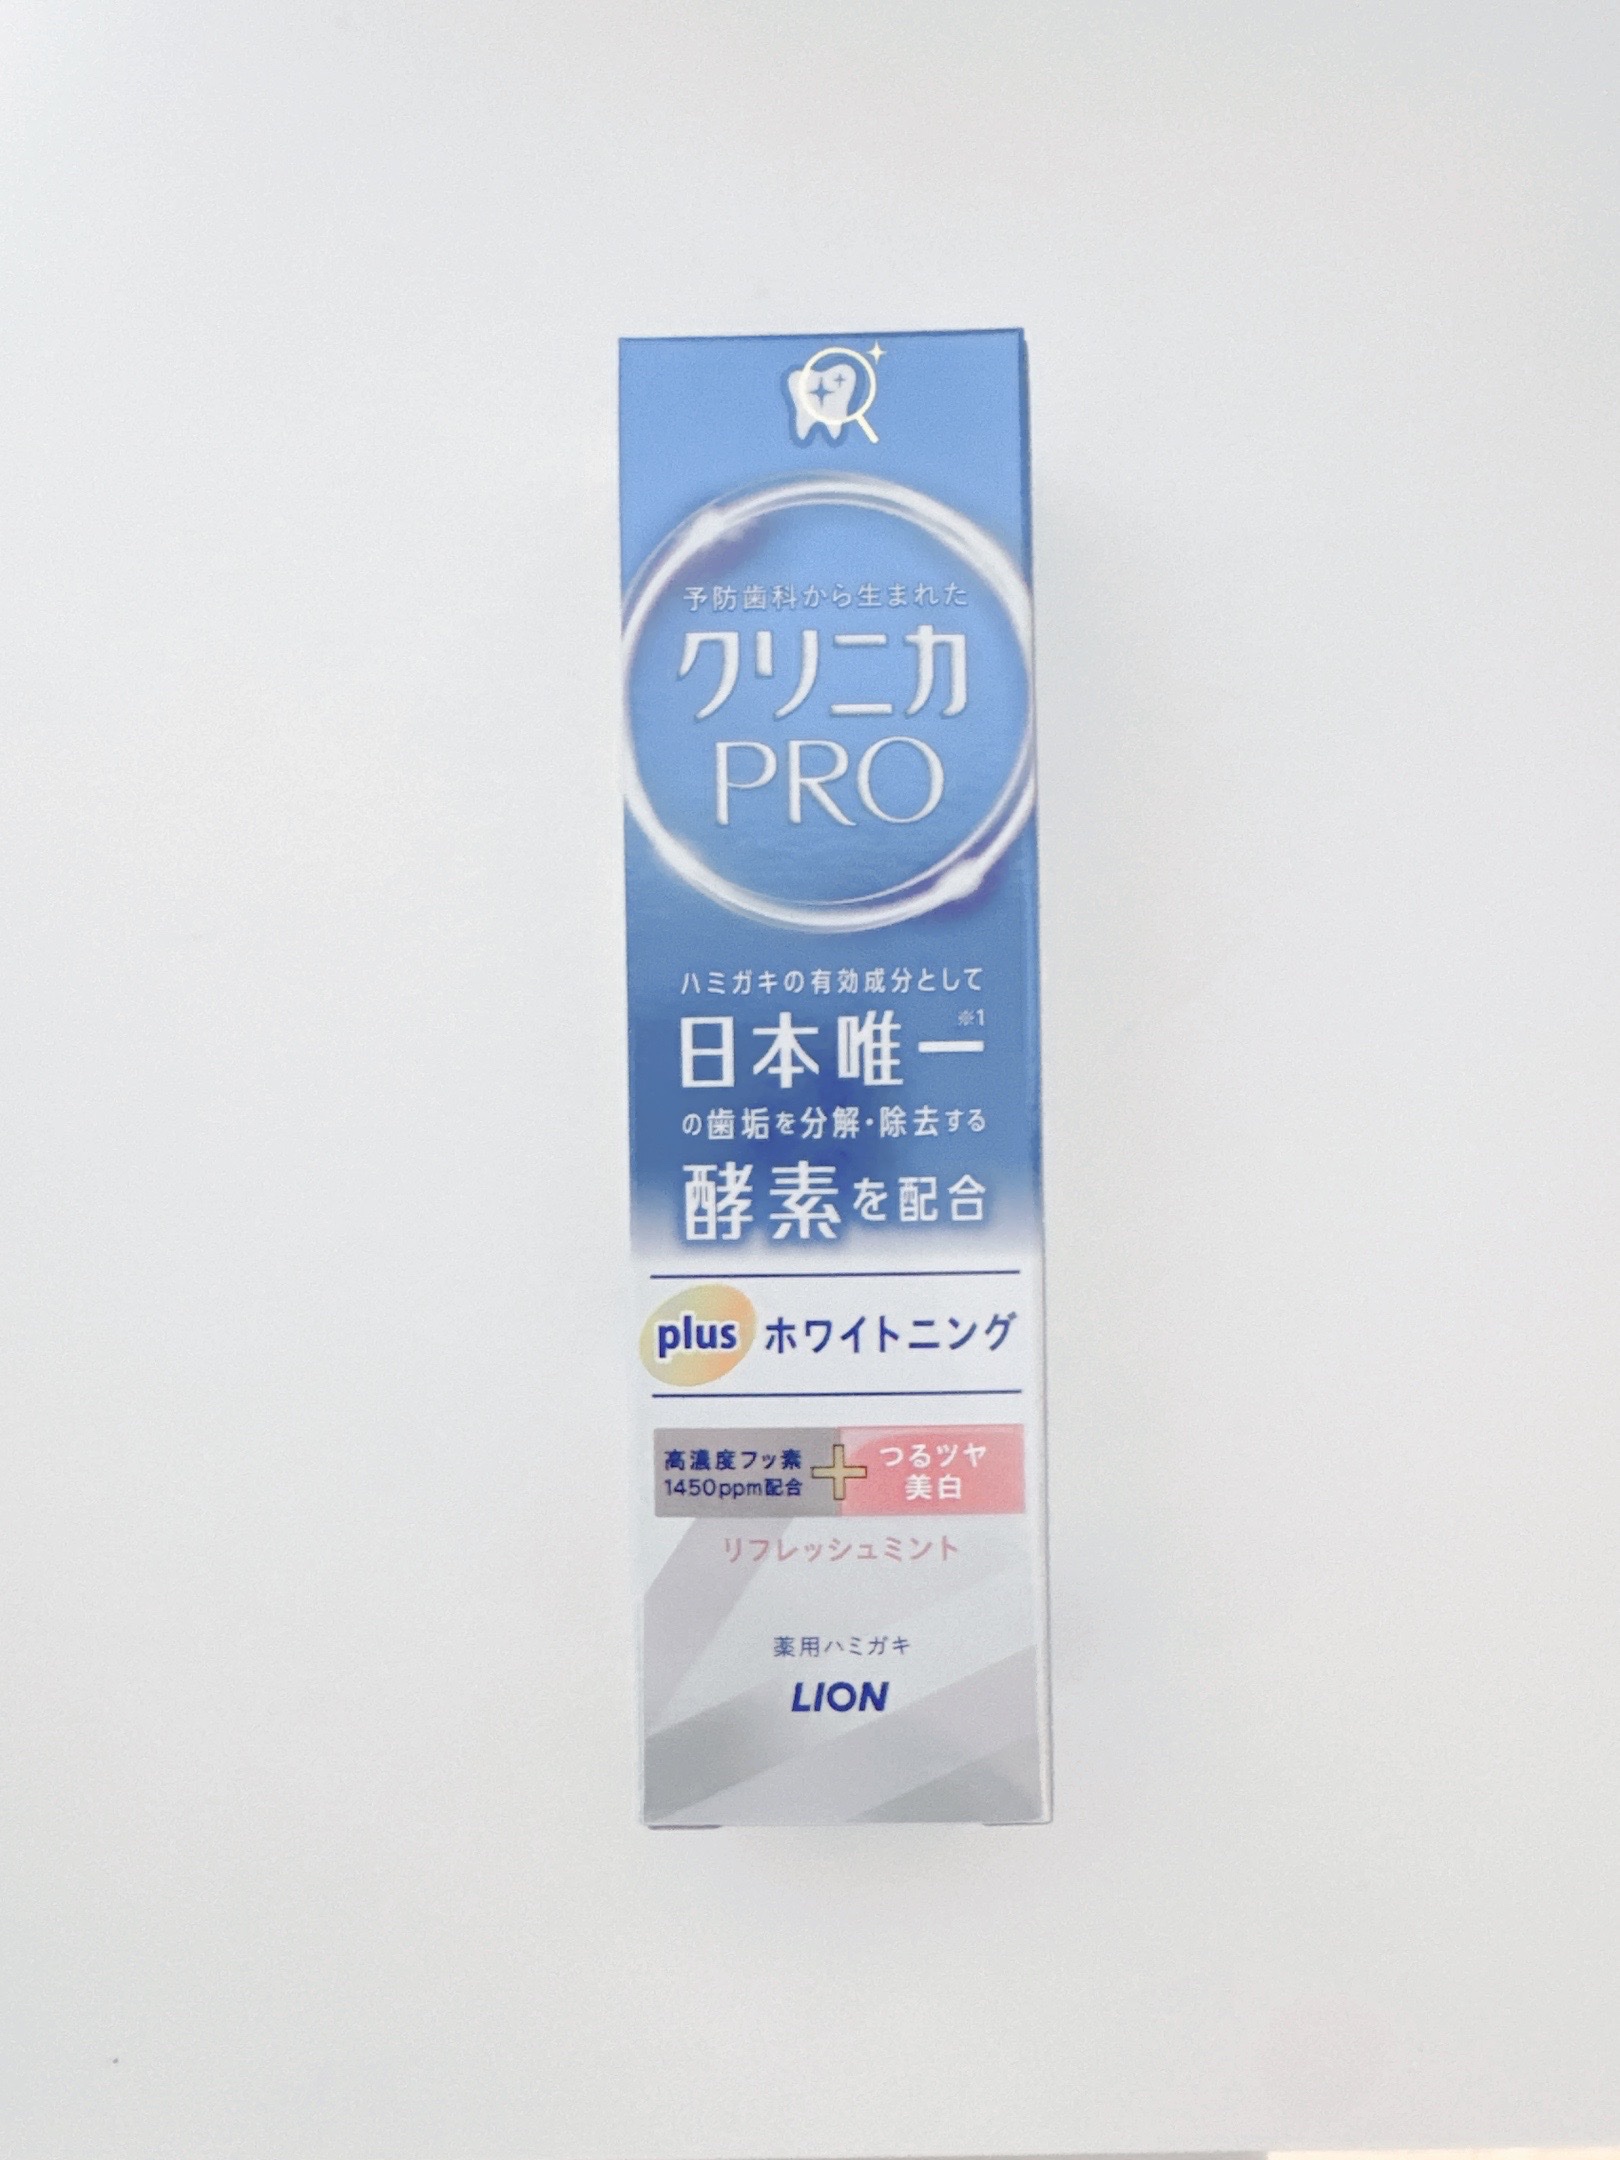 予防歯科から生まれた
クリニカ
PRO
ハミガキの有効成分として
日本唯一※1
の歯垢を分解・除去する
酵素を配合
plus ホワイトニング
高濃度フッ素
1450ppm配合
つるツヤ
美白
リフレッシュミント
薬用ハミガキ
LION